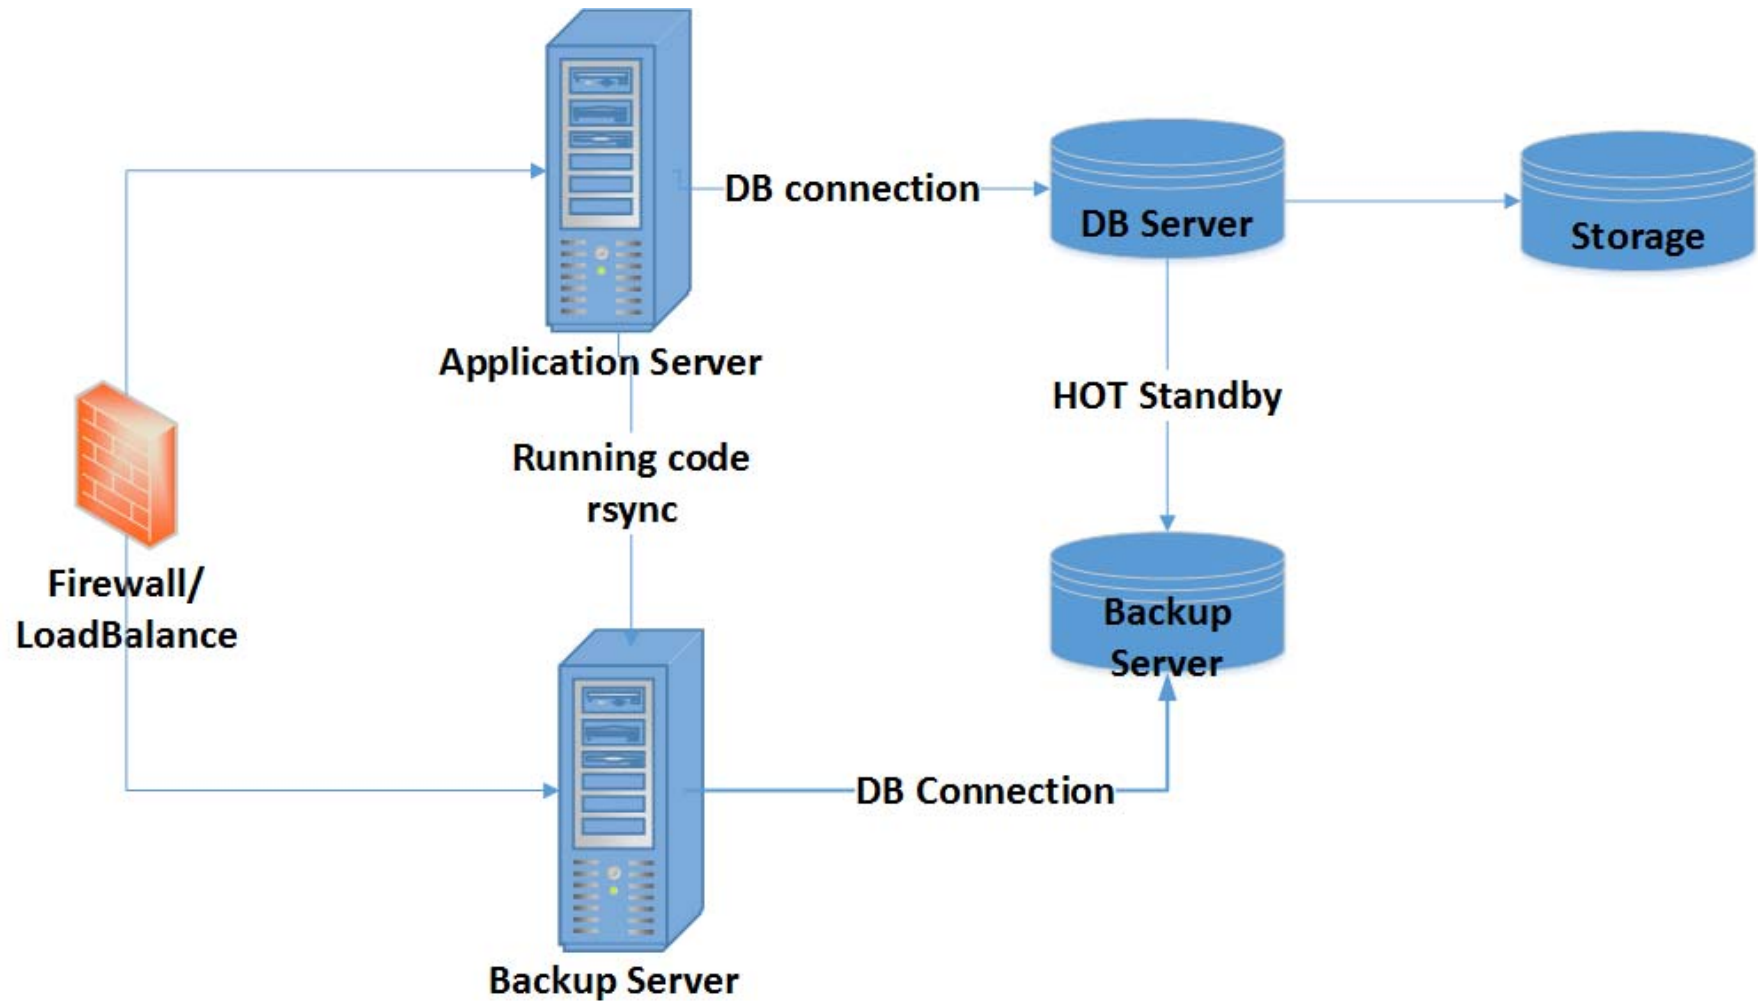 DB connection
DB Server
Storage
Application Server
HOT Standby
Running code
rsync
Firewall/
LoadBalance
Backup
Server
DB Connection
Backup Server